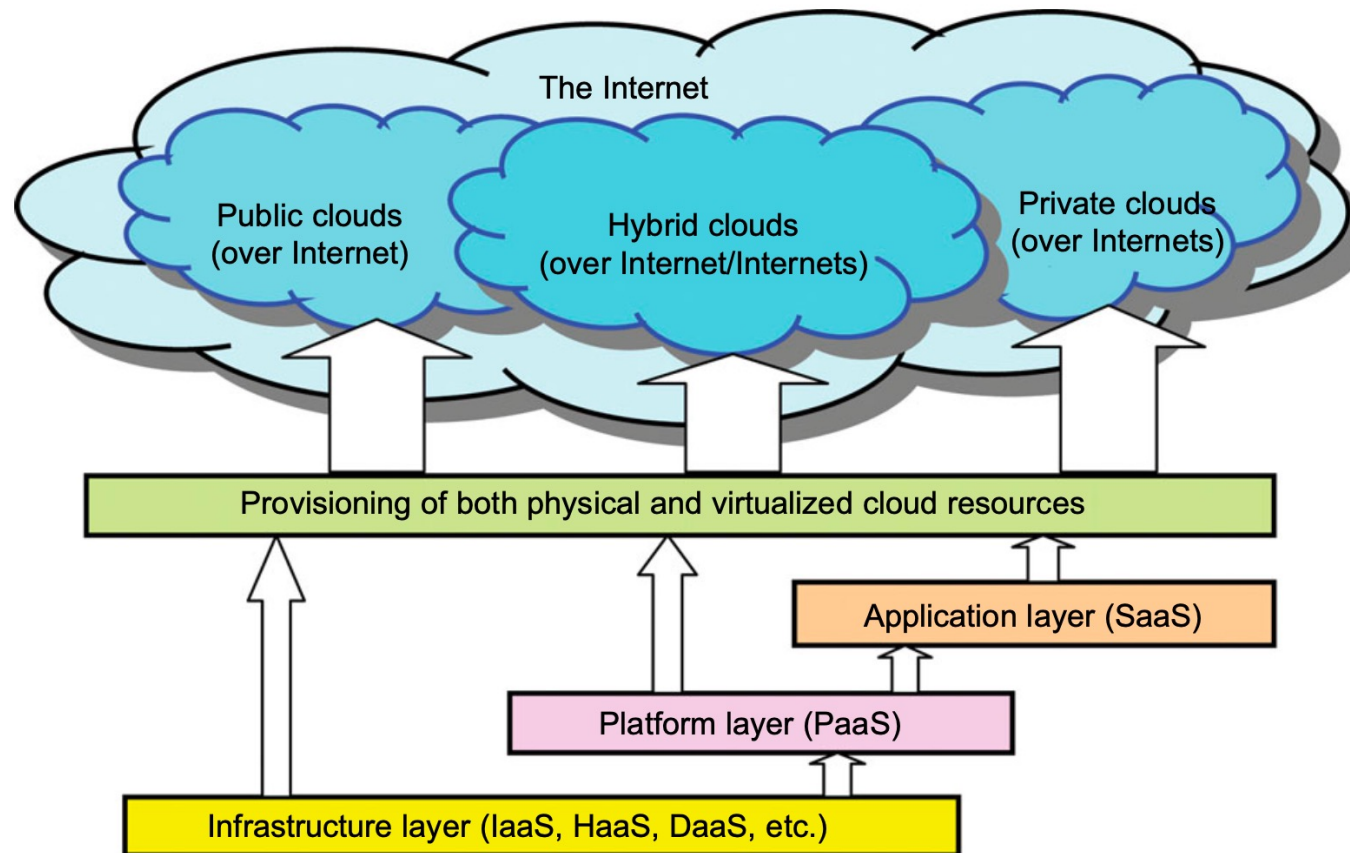 The Internet
Public clouds
(over Internet)
Hybrid clouds
(over Internet/Internets)
Private clouds
(over Internets)
Provisioning of both physical and virtualized cloud resources
Application layer (SaaS)
Platform layer (PaaS)
Infrastructure layer (IaaS, HaaS, DaaS, etc.)